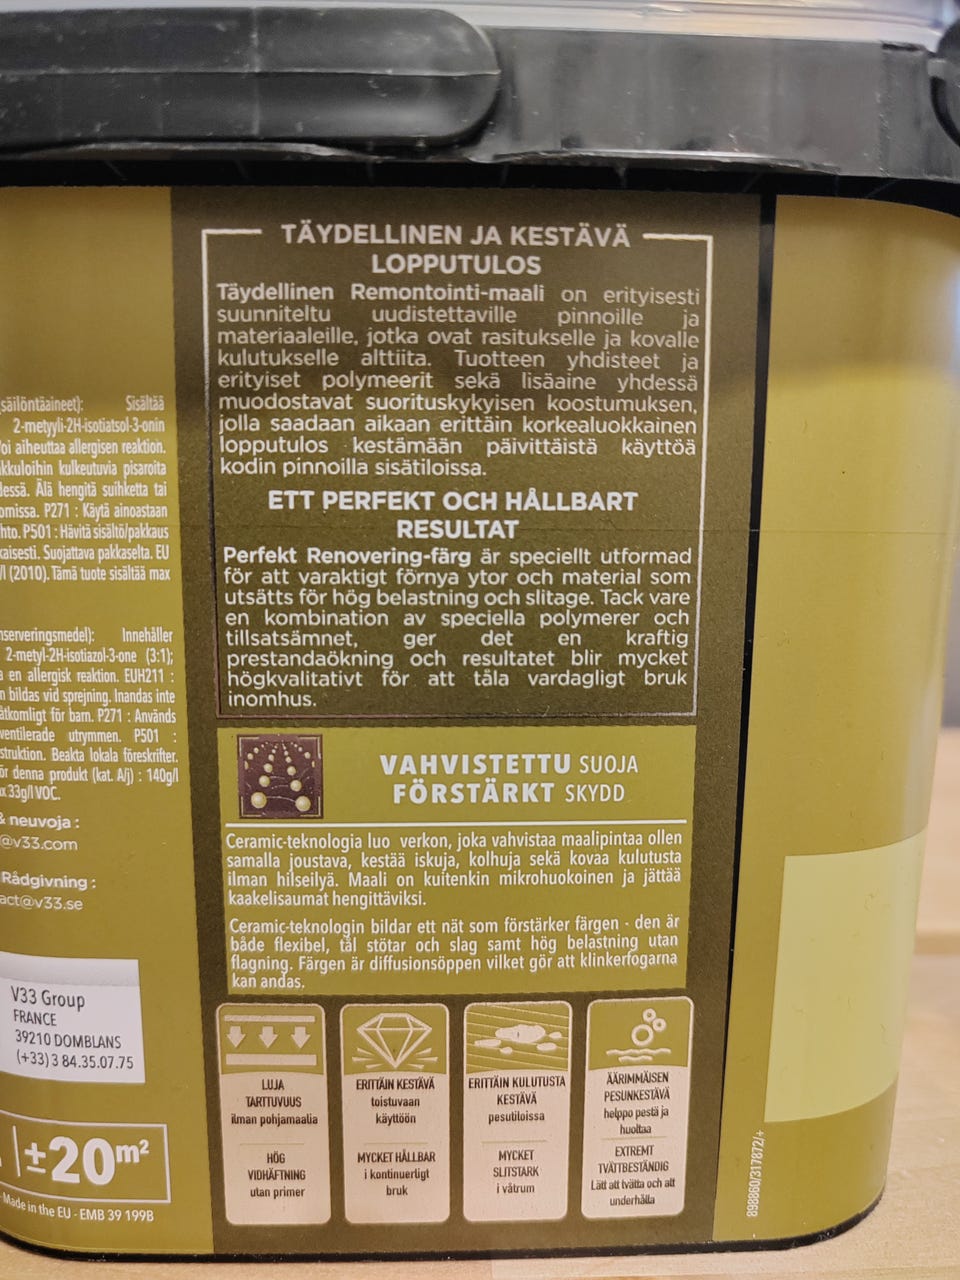 TÄYDELLINEN JA KESTÄVÄ
LOPPUTULOS
Täydellinen Remontointi-maali on erityisesti
suunniteltu uudistettaville pinnoille ja
materiaaleille, jotka ovat rasitukselle ja kovalle
kulutukselle alttiita. Tuotteen yhdisteet ja
erityiset polymeerit sekä lisäaine yhdessä
muodostavat suorituskykyisen koostumuksen,
jolla saadaan aikaan erittäin korkealuokkainen
lopputulos kestämään päivittäistä käyttöä
kodin pinnoilla sisätiloissa.
ETT PERFEKT OCH HÅLLBART
RESULTAT
Perfekt Renovering-färg är speciellt utformad
för att varaktigt förnya ytor och material som
utsätts för hög belastning och slitage. Tack vare
en kombination av speciella polymerer och
tillsatsämnet, ger det en kraftig
prestandaökning och resultatet blir mycket
högkvalitativt för att tåla vardagligt bruk
inomhus.
VAHVISTETTU SUOJA
FÖRSTÄRKT SKYDD
Ceramic-teknologia luo verkon, joka vahvistaa maalipintaa ollen
samalla joustava, kestää iskuja, kolhuja sekä kovaa kulutusta
ilman hilseilyä. Maali on kuitenkin mikrohuokoinen ja jättää
kaakelisaumat hengittäviksi.
Ceramic-teknologin bildar ett nät som förstärker färgen - den är
både flexibel, tål stötar och slag samt hög belastning utan
flagning. Färgen är diffusionsöppen vilket gör att klinkerfogarna
kan andas.
LUJA
TARTTUVUUS
ilman pohjamaalia
HÖG
VIDHÄFTNING
utan primer
ERITTÄIN KESTÄVÄ
toistuvaan
käyttöön
MYCKET HÅLLBAR
i kontinuerligt
bruk
ERITTÄIN KULUTUSTA
KESTÄVÄ
pesutiloissa
MYCKET
SLITSTARK
i våtrum
ÄÄRIMMÄISEN
PESUNKESTÄVÄ
helppo pestä ja
huoltaa
EXTREMT
TVÄTTBESTÄNDIG
Lätt att tvätta och att
underhålla
säilöntäaineet): Sisältää
2-metyyli-2H-isotiatsol-3-onin
oi aiheuttaa allergisen reaktion.
kkuloihin kulkeutuvia pisaroita
essä. Älä hengitä suihketta tai
omissa. P271 : Käytä ainoastaan
hto. P501 : Hävitä sisältö/pakkaus
kaisesti. Suojattava pakkaselta. EU
/l (2010). Tämä tuote sisältää max
nserveringsmedel): Innehåller
2-metyl-2H-isotiazol-3-one (3:1);
a en allergisk reaktion. EUH211 :
n bildas vid sprejning. Inandas inte
åtkomligt för barn. P271 : Används
ventilerade utrymmen. P501 :
struktion. Beakta lokala föreskrifter.
ör denna produkt (kat. A/j) : 140g/l
x 33g/l VOC.
& neuvoja :
@v33.com
Rådgivning :
act@v33.se
V33 Group
FRANCE
39210 DOMBLANS
(+33) 3 84.35.07.75
±20m²
Made in the EU - EMB 39 199B
898860/317872/+